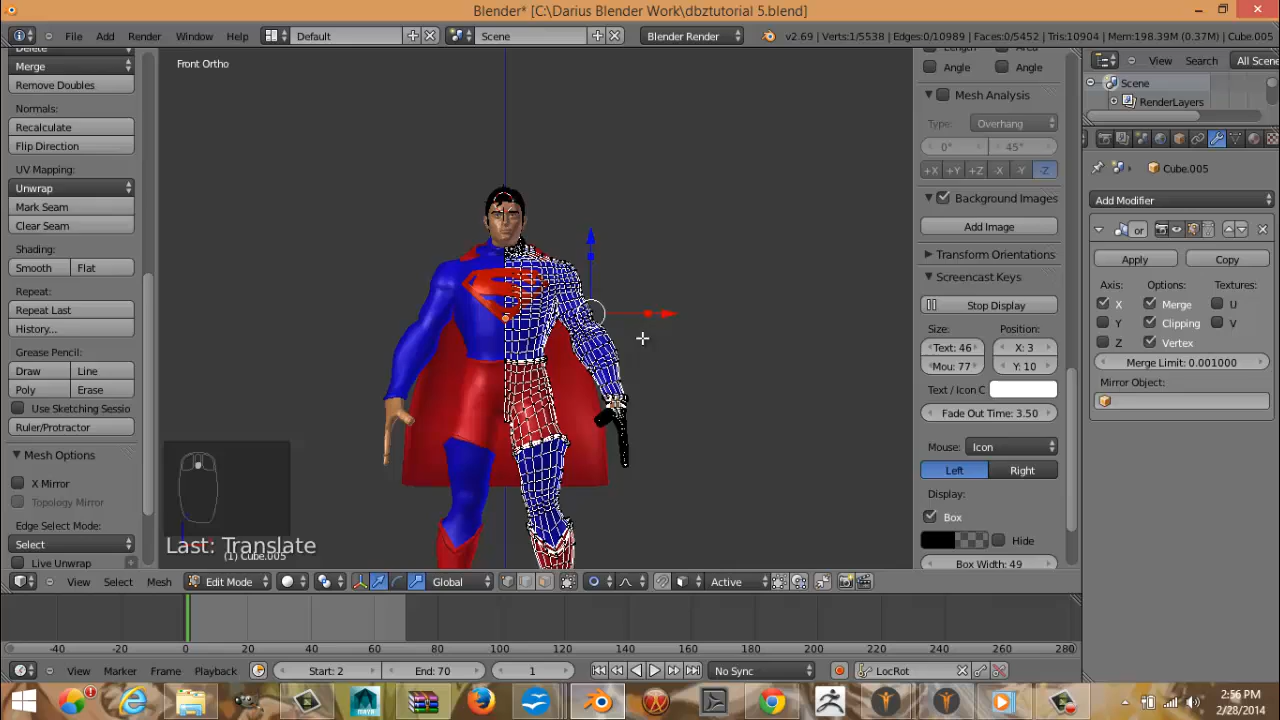 Blender* [C:\Darius Blender Work\dbztutorial 5.blend]
File Add Render Window Help Default Scene Blender Render v2.69 | Verts:1/5538 | Edges:0/10989 | Faces:0/5452 | Tris:10904 | Mem:198.39M (0.37M) | Cube.005
Delete
Merge
Remove Doubles
Normals:
Recalculate
Flip Direction
UV Mapping:
Unwrap
Mark Seam
Clear Seam
Shading:
Smooth Flat
Repeat:
Repeat Last
History...
Grease Pencil:
Draw Line
Poly Erase
Use Sketching Sessio
Ruler/Protractor
Mesh Options
X Mirror
Topology Mirror
Edge Select Mode:
Select
Live Unwrap
Front Ortho
Last: Translate
(1) Cube.005
Length Area
Angle Angle
Mesh Analysis
Type: Overhang
0° 45°
+X +Y +Z -X -Y -Z
Background Images
Add Image
Transform Orientations
Screencast Keys
Stop Display
Size: Position:
Text: 46 X: 3
Mou: 77 Y: 10
Text / Icon C
Fade Out Time: 3.50
Mouse: Icon
Left Right
Display:
Box
Hide
Box Width: 49
View Search All Scene
Scene
RenderLayers
Cube.005
Add Modifier
or
Apply Copy
Axis: Options: Textures:
X Merge U
Y Clipping V
Z Vertex
Merge Limit: 0.001000
Mirror Object:
View Select Mesh Edit Mode Global Active
-40 -20 0 20 40 60 80 100 120 140 160 180 200 220 240 260 280
View Marker Frame Playback Start: 2 End: 70 1 No Sync LocRot
2:56 PM
2/28/2014